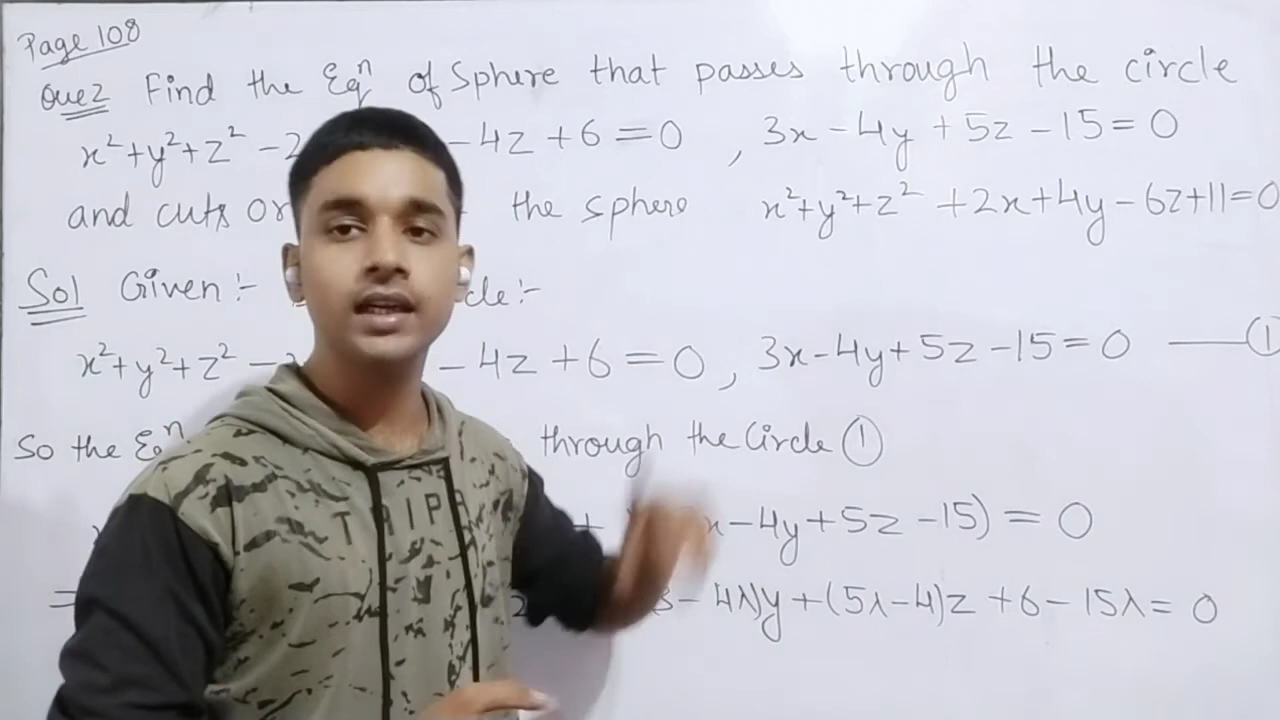 Page 108
Que2 Find the Eqⁿ of Sphere that passes through the circle
x²+y²+z² -2 - 4z +6 = 0 , 3x - 4y + 5z - 15 = 0
and cuts the sphere x²+y²+z² +2x+4y-6z+11=0
Sol Given :-
x²+y²+z² - - 4z +6 = 0 , 3x-4y+5z-15=0 — ①
So the Eqⁿ through the Circle ①
-4y+5z-15) = 0
= - 4λ)y +(5λ-4)z +6-15λ= 0
TRIPR